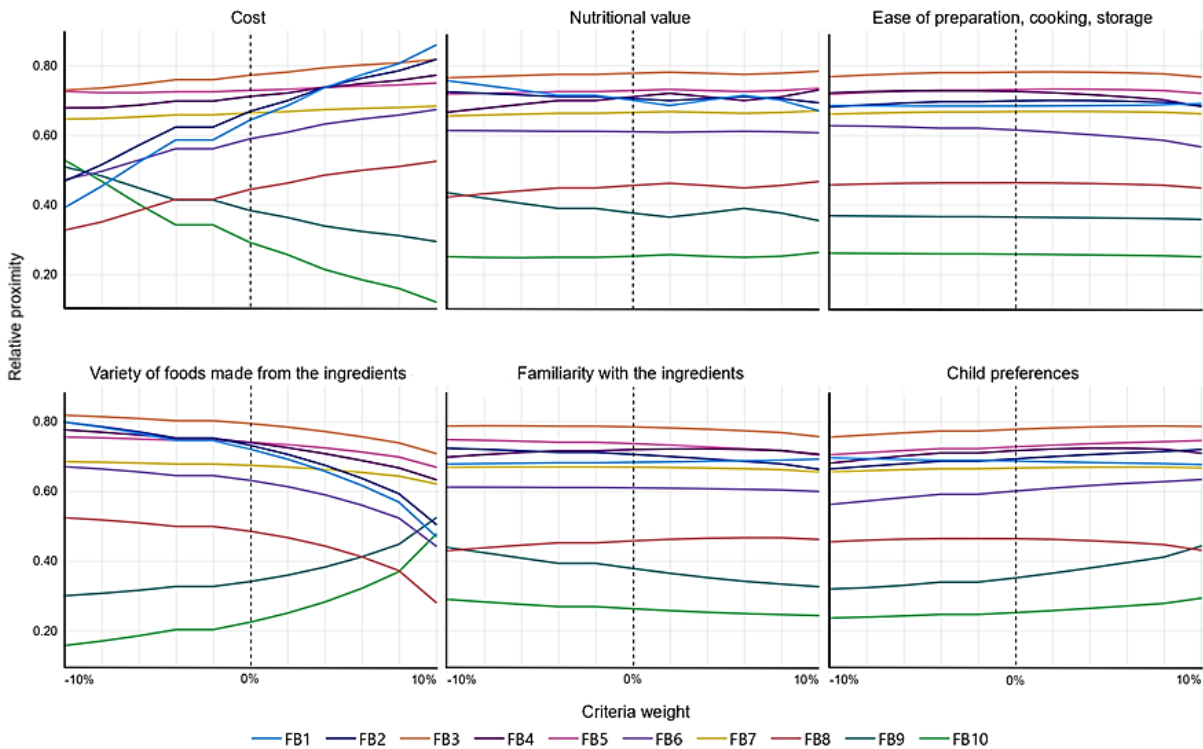 Cost
Nutritional value
Ease of preparation, cooking, storage
0.80
0.60
0.40
0.20
Relative proximity
Variety of foods made from the ingredients
Familiarity with the ingredients
Child preferences
0.80
0.60
0.40
0.20
-10% 0% 10% -10% 0% 10% -10% 0% 10%
Criteria weight
FB1 FB2 FB3 FB4 FB5 FB6 FB7 FB8 FB9 FB10